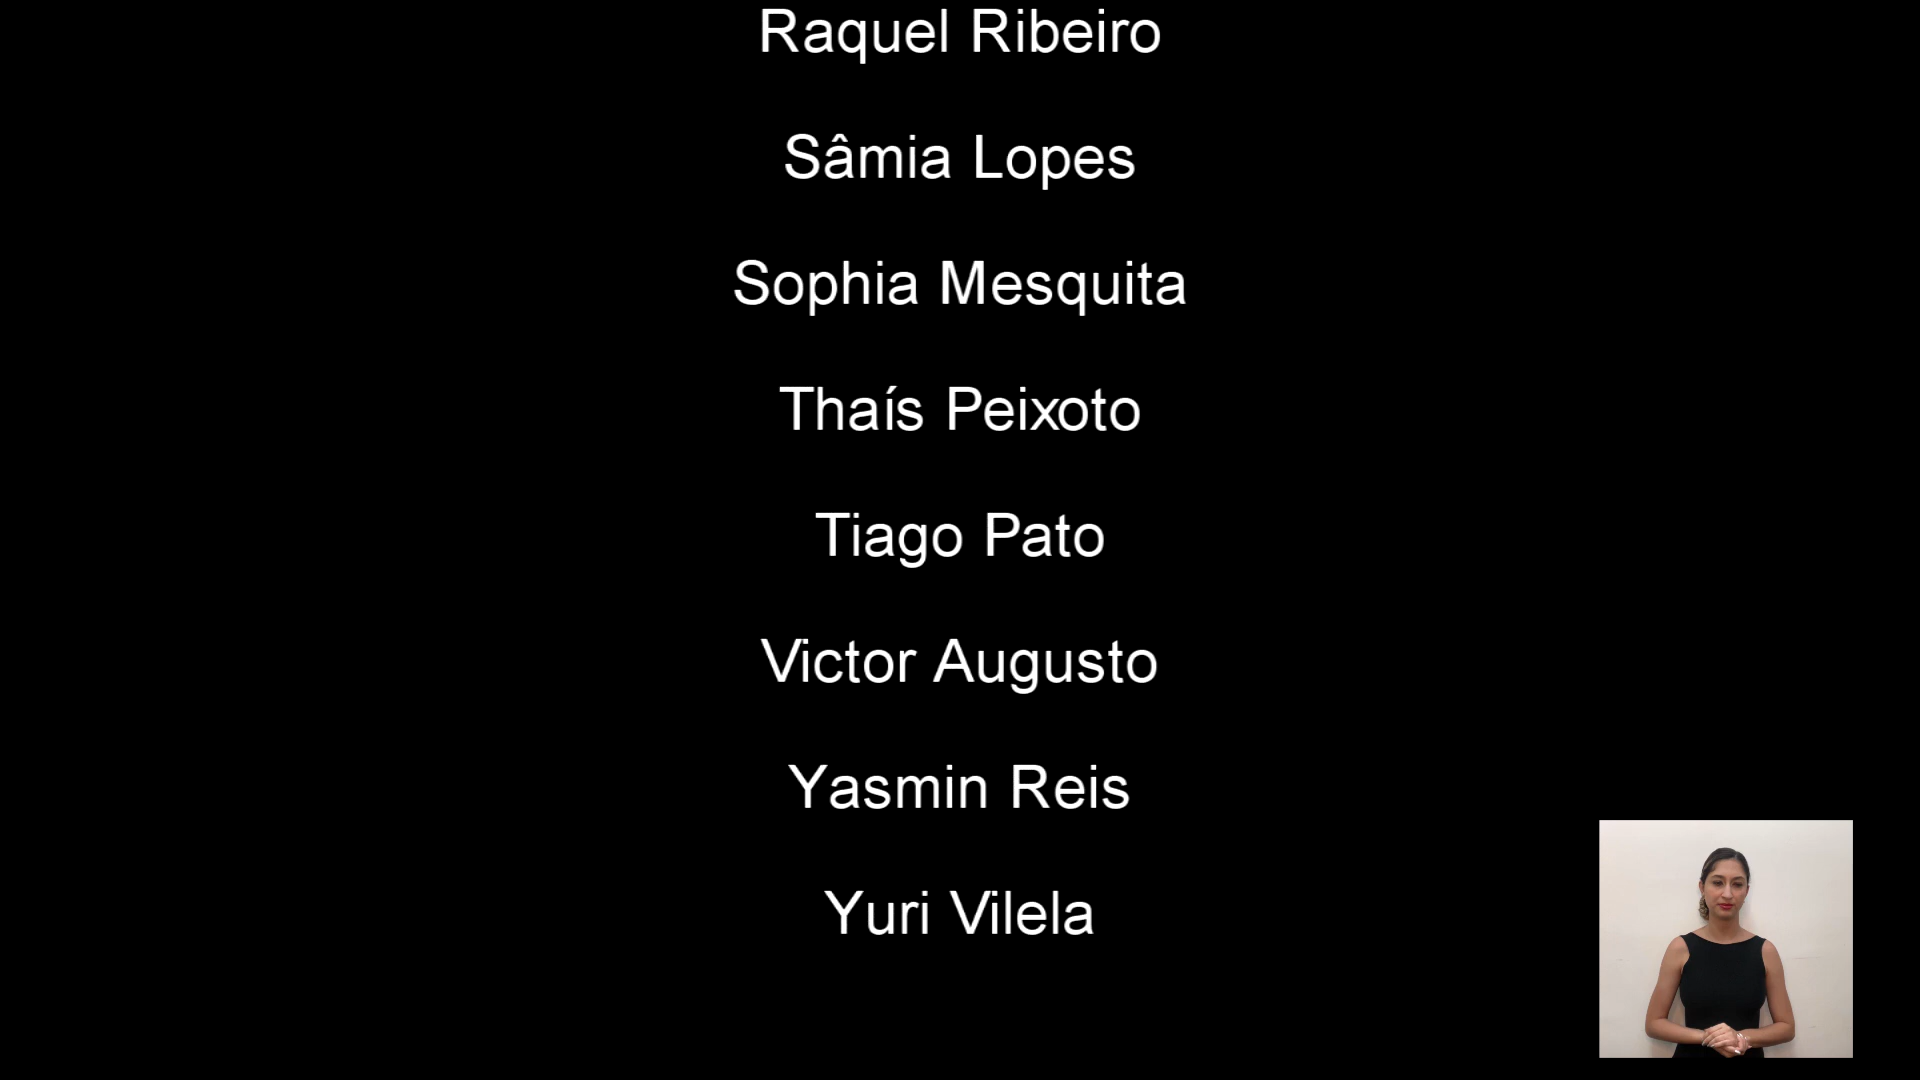 Raquel Ribeiro
Sâmia Lopes
Sophia Mesquita
Thaís Peixoto
Tiago Pato
Victor Augusto
Yasmin Reis
Yuri Vilela